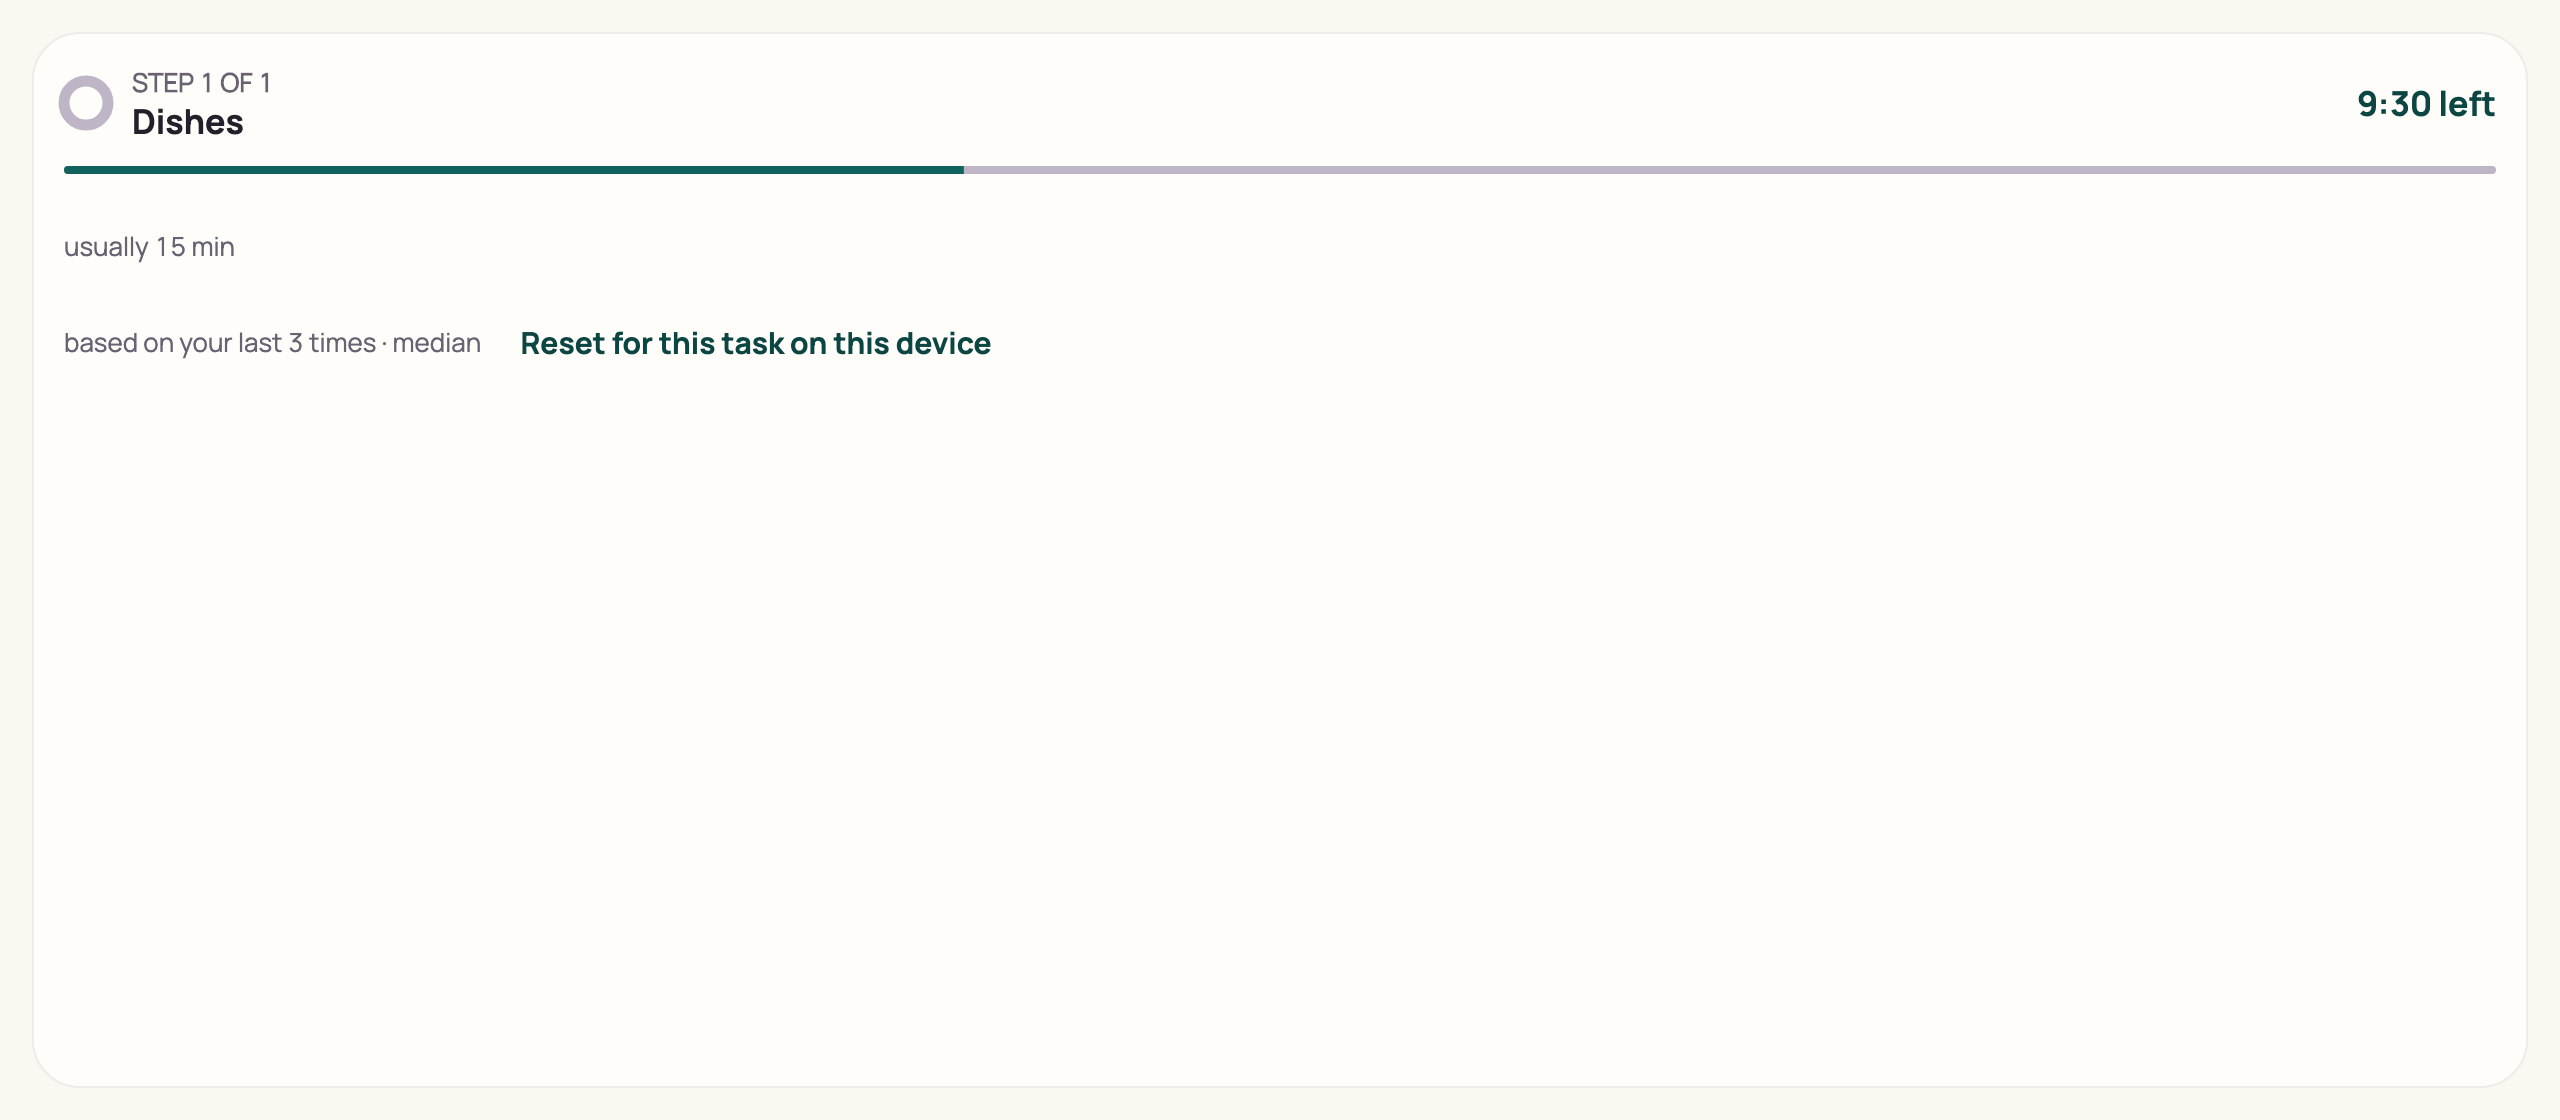 STEP 1 OF 1
Dishes
9:30 left
usually 15 min
based on your last 3 times · median
Reset for this task on this device